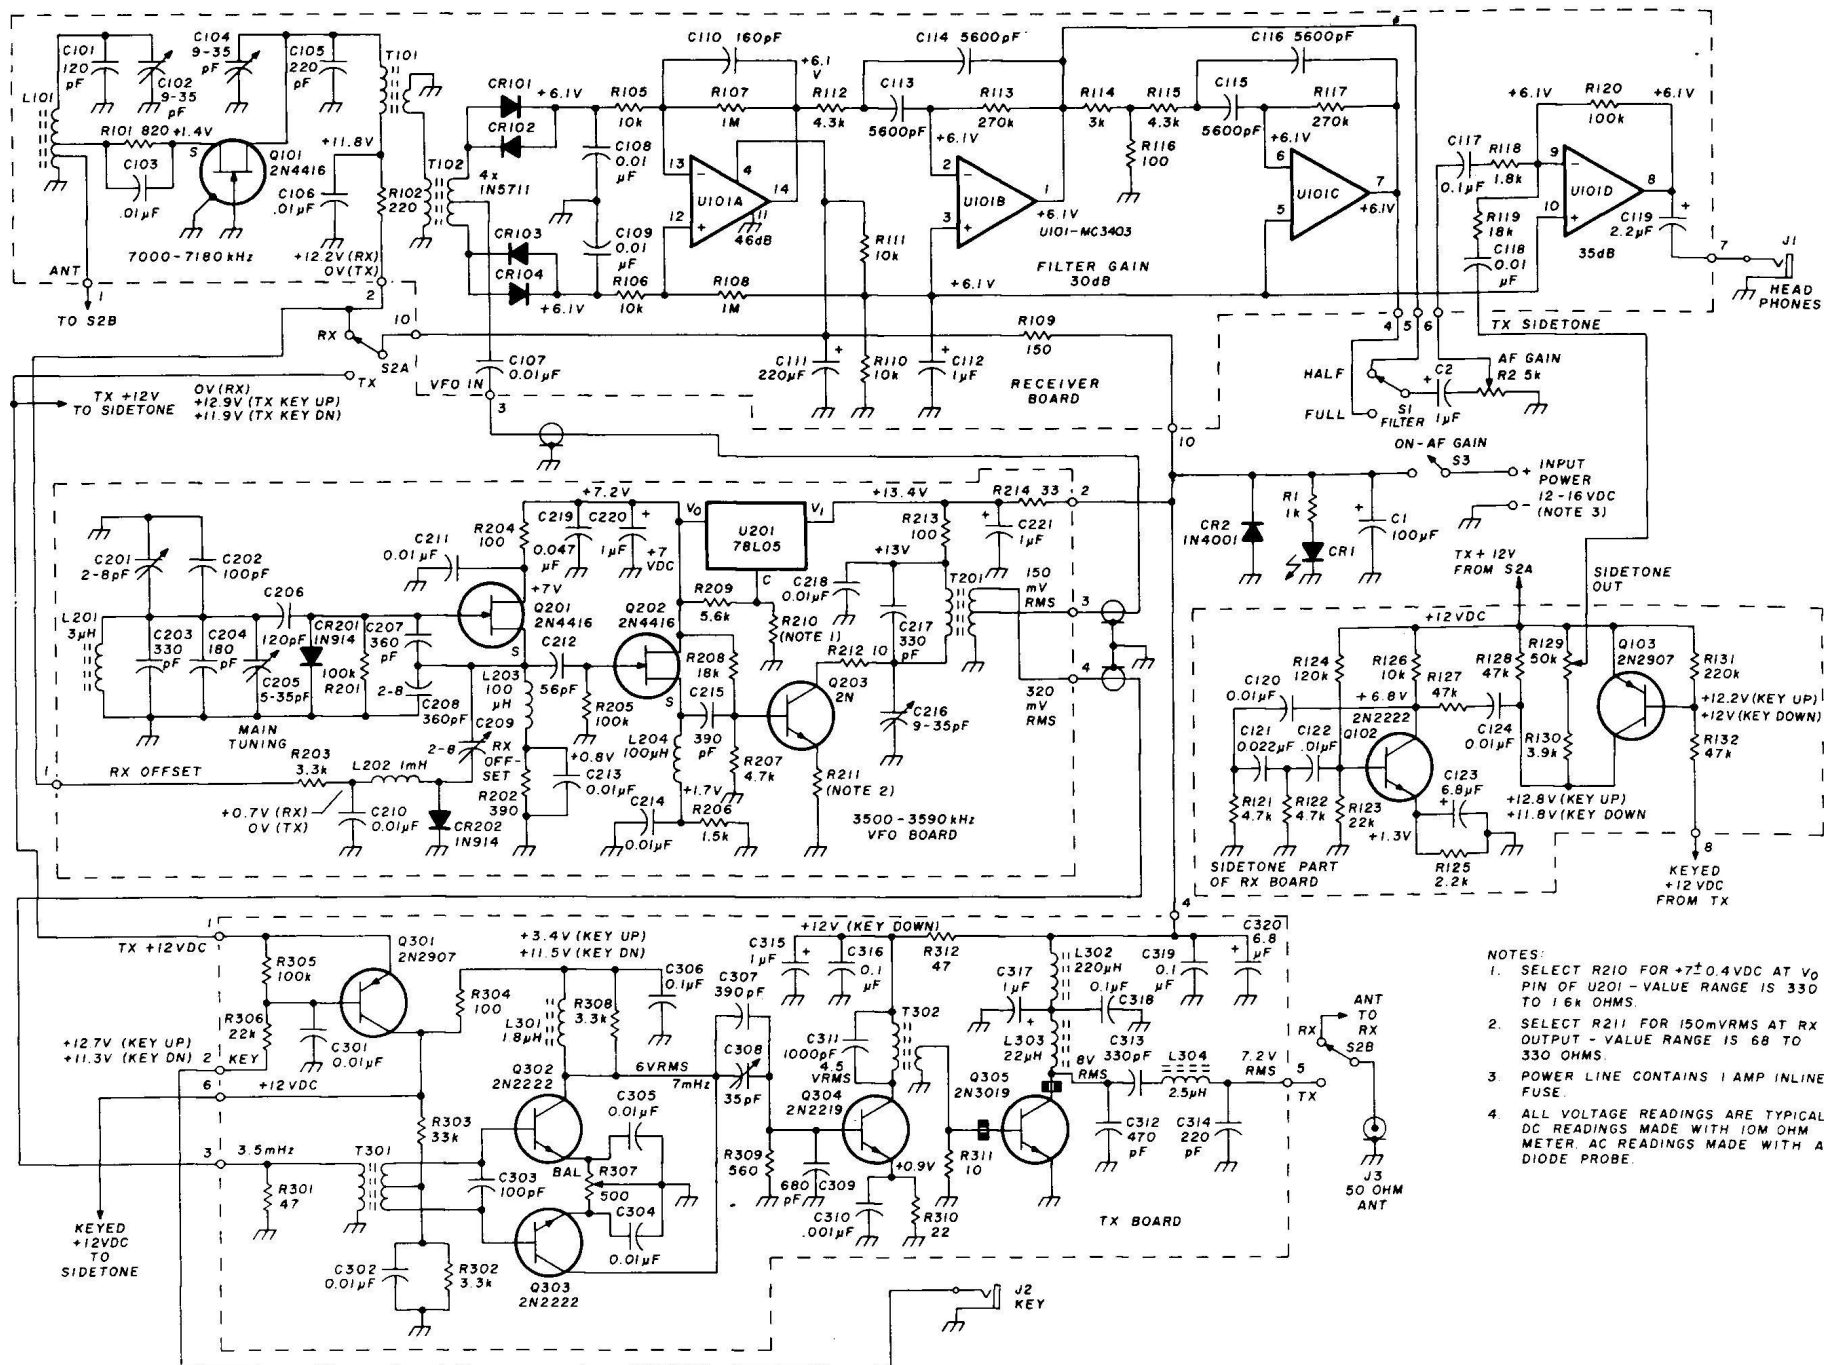 C101
120
pF
C104
9-35
pF
C102
9-35
pF
C105
220
pF
T101
L101
R101 820
+1.4V
S
C103
.01µF
Q101
2N4416
7000-7180kHz
ANT
1
TO S2B
+11.8V
C106
.01µF
R102
220
+12.2V(RX)
0V(TX)
2
T102
4x
1N5711
CR101
CR102
CR103
CR104
+6.1V
+6.1V
C108
0.01
µF
C109
0.01
µF
R105
10k
R106
10k
C110 160pF
R107
1M
R108
1M
13
12
4
11
14
U101A
46dB
+6.1
V
R112
4.3k
R111
10k
C113
5600pF
C114 5600pF
+6.1V
R113
270k
2
3
1
U101B
+6.1V
U101-MC3403
FILTER GAIN
30dB
+6.1V
R114
3k
R115
4.3k
R116
100
C115
5600pF
C116 5600pF
R117
270k
+6.1V
6
5
7
U101C
+6.1V
C117
0.1µF
R118
1.8k
R119
18k
C118
0.01
µF
+6.1V
R120
100k
+6.1V
9
10
8
U101D
35dB
C119
2.2µF
7
J1
HEAD
PHONES
RX
10
S2A
TX
TX +12V
TO SIDETONE
0V(RX)
+12.9V(TX KEY UP)
+11.9V(TX KEY DN)
VFO IN
3
C107
0.01µF
R109
150
C111
220µF
R110
10k
C112
1µF
RECEIVER
BOARD
10
4
5
6
TX SIDETONE
HALF
FULL
S1
FILTER
C2
1µF
AF GAIN
R2 5k
ON-AF GAIN
S3
INPUT
POWER
12-16VDC
(NOTE 3)
CR2
1N4001
R1
1k
CR1
C1
100µF
C201
2-8pF
C202
100pF
L201
3µH
C203
330
pF
C204
180
pF
C205
5-35pF
C206
120pF
CR201
1N914
100k
R201
C207
360
pF
2-8
C208
360pF
C209
2-8
MAIN
TUNING
C211
0.01µF
R204
100
+7.2V
C219
0.047
µF
C220
1µF
+7
VDC
+7V
Q201
2N4416
S
L203
100
µH
C212
56pF
RX
OFF-
SET
R202
390
+0.8V
C213
0.01µF
1
RX OFFSET
R203
3.3k
L202 1mH
+0.7V(RX)
0V(TX)
C210
0.01µF
CR202
1N914
Q202
2N4416
S
R205
100k
V0
V1
U201
78L05
C
R209
5.6k
R210
(NOTE 1)
R208
18k
C215
390
pF
L204
100µH
R207
4.7k
+1.7V
C214
0.01µF
R206
1.5k
Q203
2N
R211
(NOTE 2)
R212 10
+13.4V
R213
100
+13V
C218
0.01µF
C217
330
pF
C216
9-35pF
T201
R214 33
C221
1µF
150
mV
RMS
320
mV
RMS
2
3
4
3500-3590kHz
VFO BOARD
TX+12V
FROM S2A
SIDETONE
OUT
+12VDC
C120
0.01µF
C121
0.022µF
C122
.01µF
R121
4.7k
R122
4.7k
R123
22k
R124
120k
R126
10k
+6.8V
2N2222
Q102
R127
47k
C124
0.01µF
R128
47k
R129
50k
R130
3.9k
Q103
2N2907
R131
220k
R132
47k
+12.2V(KEY UP)
+12V(KEY DOWN)
+12.8V(KEY UP)
+11.8V(KEY DOWN
C123
6.8µF
+1.3V
R125
2.2k
SIDETONE PART
OF RX BOARD
8
KEYED
+12VDC
FROM TX
1
TX +12VDC
R305
100k
R306
22k
C301
0.01µF
Q301
2N2907
+12.7V (KEY UP)
+11.3V (KEY DN)
2
KEY
6
+12VDC
3
3.5mHz
R301
47
T301
KEYED
+12VDC
TO
SIDETONE
R304
100
R303
33k
C302
0.01µF
R302
3.3k
C303
100pF
+3.4V(KEY UP)
+11.5V(KEY DN)
L301
1.8µH
R308
3.3k
C306
0.1µF
Q302
2N2222
Q303
2N2222
C305
0.01µF
BAL
R307
500
C304
0.01µF
6VRMS
7mHz
C307
390pF
C308
35pF
R309
560
680
pF
C309
+12V(KEY DOWN)
C315
1µF
C316
0.1
µF
R312
47
C311
1000pF
4.5
VRMS
T302
Q304
2N2219
+0.9V
C310
.001µF
R310
22
R311
10
L302
220µH
C317
1µF
0.1µF
C318
L303
22µH
Q305
2N3019
C319
0.1
µF
C320
6.8
µF
4
8V
RMS
C313
330pF
L304
2.5µH
7.2V
RMS
C312
470
pF
C314
220
pF
5
TX
TX BOARD
ANT
TO
RX
RX
S2B
J3
50 OHM
ANT
J2
KEY
NOTES:
1. SELECT R210 FOR +7±0.4VDC AT V0
PIN OF U201 - VALUE RANGE IS 330
TO 1.6k OHMS.
2. SELECT R211 FOR 150mVRMS AT RX
OUTPUT - VALUE RANGE IS 68 TO
330 OHMS.
3. POWER LINE CONTAINS 1 AMP INLINE
FUSE.
4. ALL VOLTAGE READINGS ARE TYPICAL
DC READINGS MADE WITH 10M OHM
METER. AC READINGS MADE WITH A
DIODE PROBE.